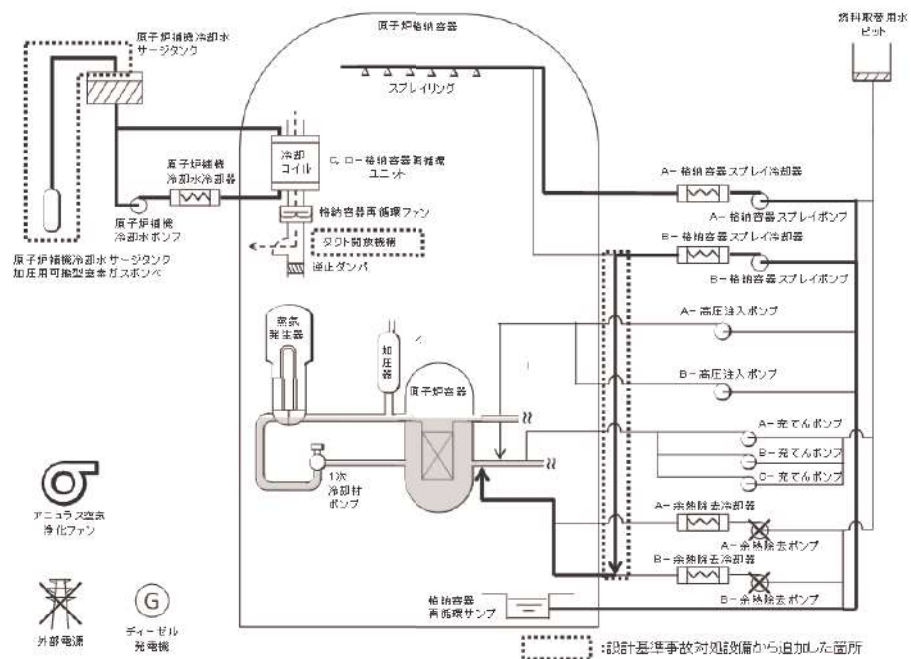 原子炉格納容器
燃料取替用水
ピット
原子炉補機冷却水
サージタンク
スプレイリング
冷却
コイル
C, D-格納容器再循環
ユニット
原子炉補機
冷却水冷却器
A-格納容器スプレイ冷却器
原子炉補機
冷却水ポンプ
格納容器再循環ファン
A-格納容器スプレイポンプ
ダクト開放機構
B-格納容器スプレイ冷却器
原子炉補機冷却水サージタンク
加圧用可搬型窒素ガスボンベ
逆止ダンパ
B-格納容器スプレイポンプ
蒸気
発生器
A-高圧注入ポンプ
加
圧
器
原子炉容器
B-高圧注入ポンプ
A-充てんポンプ
B-充てんポンプ
C-充てんポンプ
1次
冷却材
ポンプ
アニュラス空気
浄化ファン
A-余熱除去冷却器
A-余熱除去ポンプ
B-余熱除去冷却器
B-余熱除去ポンプ
格納容器
再循環サンプ
外部電源
G
ディーゼル
発電機
:設計基準事故対処設備から追加した箇所